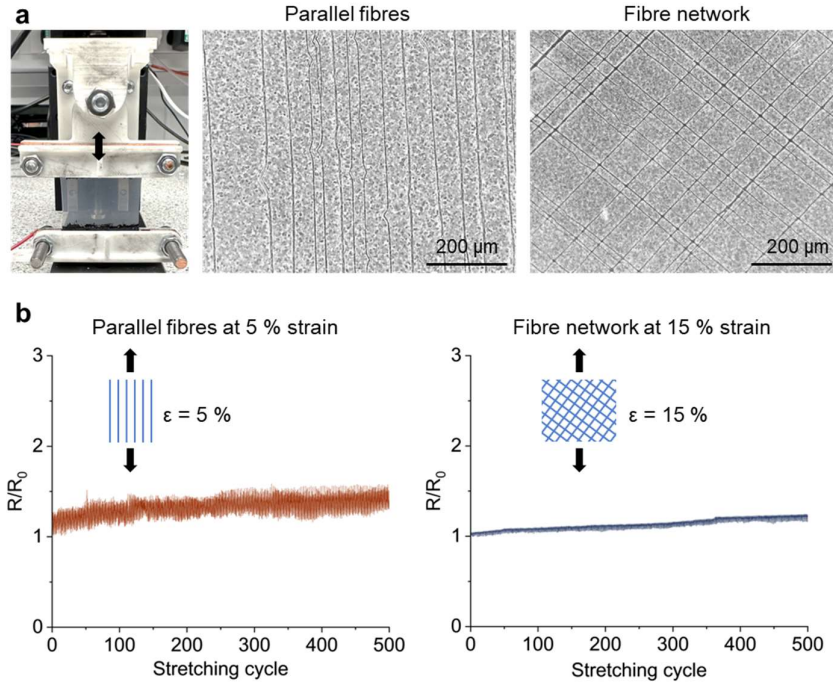 a
Parallel fibres
Fibre network
200 µm
200 µm
b
Parallel fibres at 5 % strain
Fibre network at 15 % strain
3
2
1
0
R/R0
ε = 5 %
0
100
200
300
400
500
Stretching cycle
3
2
1
0
R/R0
ε = 15 %
0
100
200
300
400
500
Stretching cycle